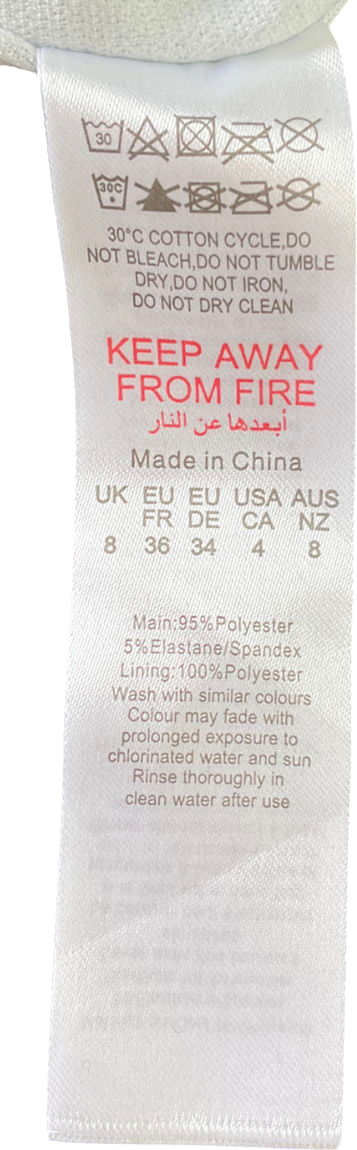 30
30C
30°C COTTON CYCLE,DO
NOT BLEACH,DO NOT TUMBLE
DRY,DO NOT IRON,
DO NOT DRY CLEAN
KEEP AWAY
FROM FIRE
أبعدها عن النار
Made in China
UK EU EU USA AUS
FR DE CA NZ
8 36 34 4 8
Main:95%Polyester
5%Elastane/Spandex
Lining:100%Polyester
Wash with similar colours
Colour may fade with
prolonged exposure to
chlorinated water and sun
Rinse thoroughly in
clean water after use